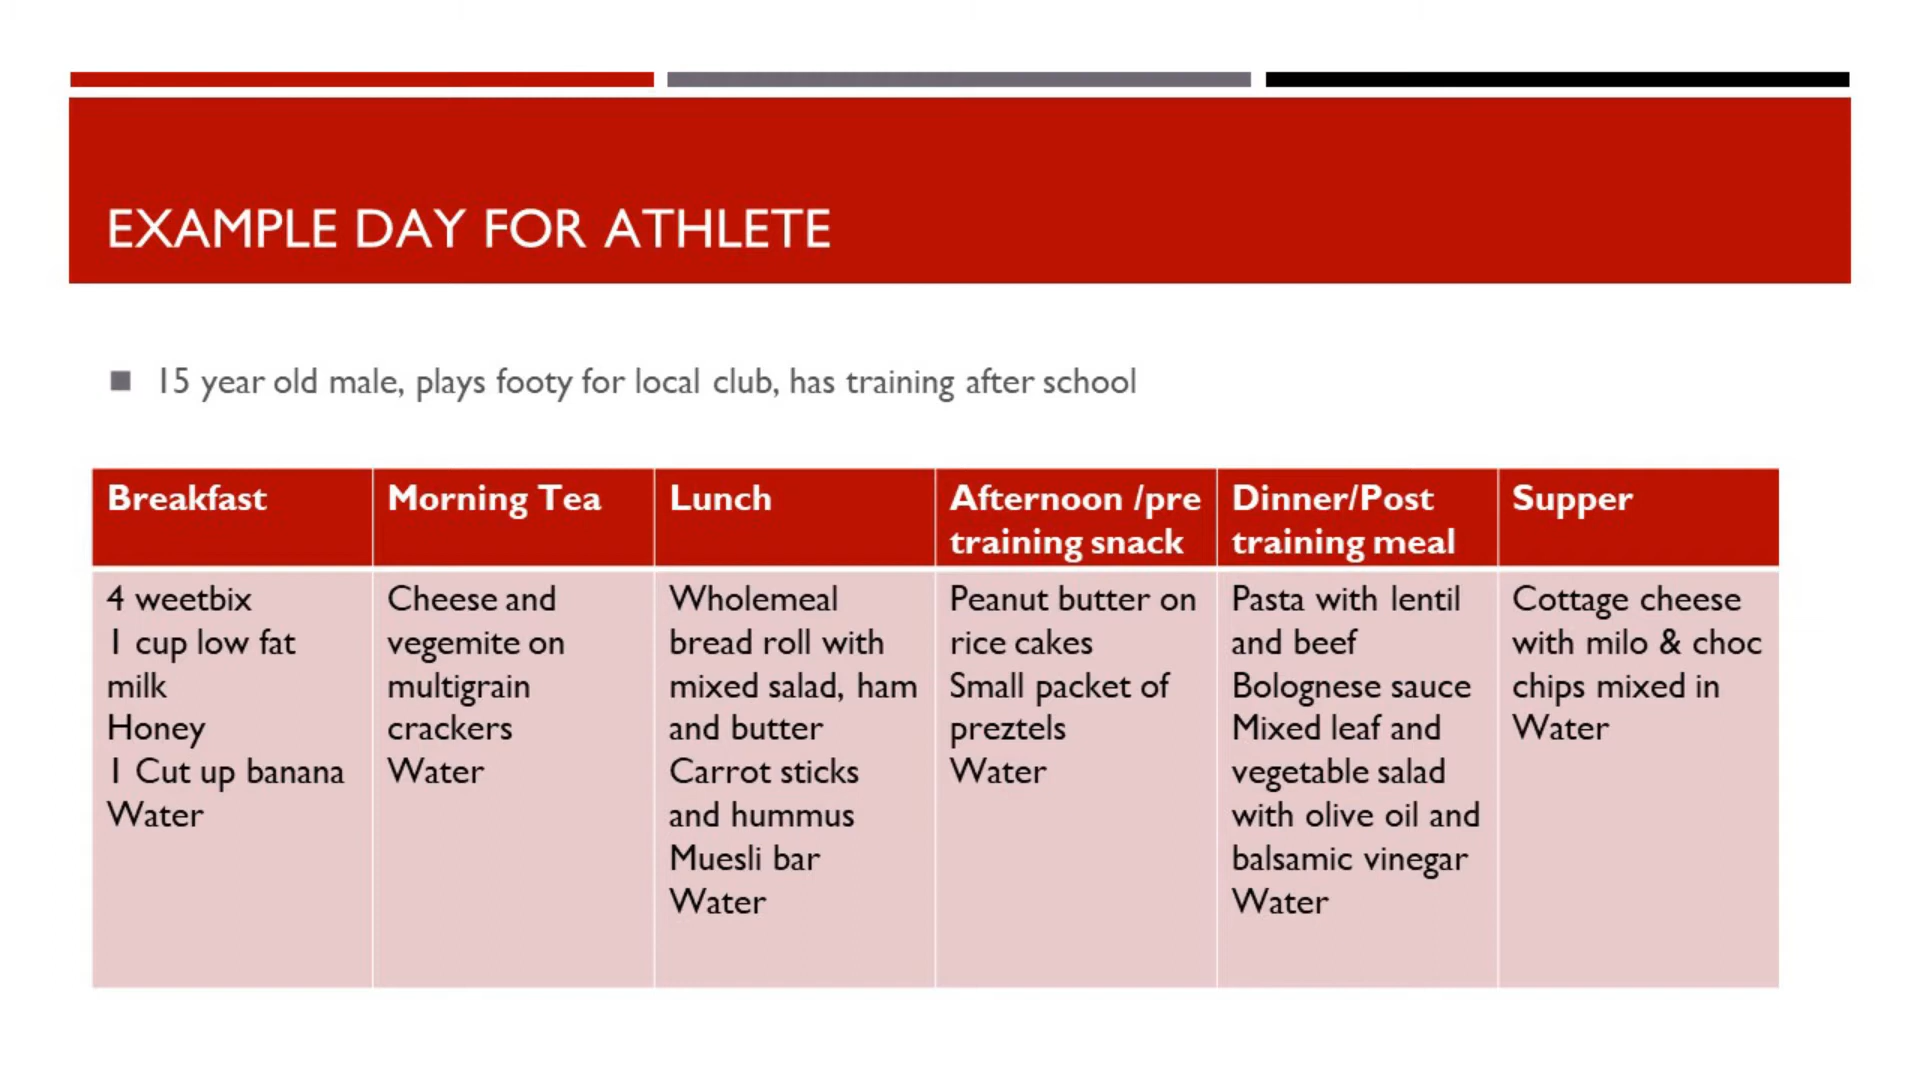 EXAMPLE DAY FOR ATHLETE
15 year old male, plays footy for local club, has training after school
Breakfast
Morning Tea
Lunch
Afternoon /pre
training snack
Dinner/Post
training meal
Supper
4 weetbix
1 cup low fat
milk
Honey
1 Cut up banana
Water
Cheese and
vegemite on
multigrain
crackers
Water
Wholemeal
bread roll with
mixed salad, ham
and butter
Carrot sticks
and hummus
Muesli bar
Water
Peanut butter on
rice cakes
Small packet of
preztels
Water
Pasta with lentil
and beef
Bolognese sauce
Mixed leaf and
vegetable salad
with olive oil and
balsamic vinegar
Water
Cottage cheese
with milo & choc
chips mixed in
Water